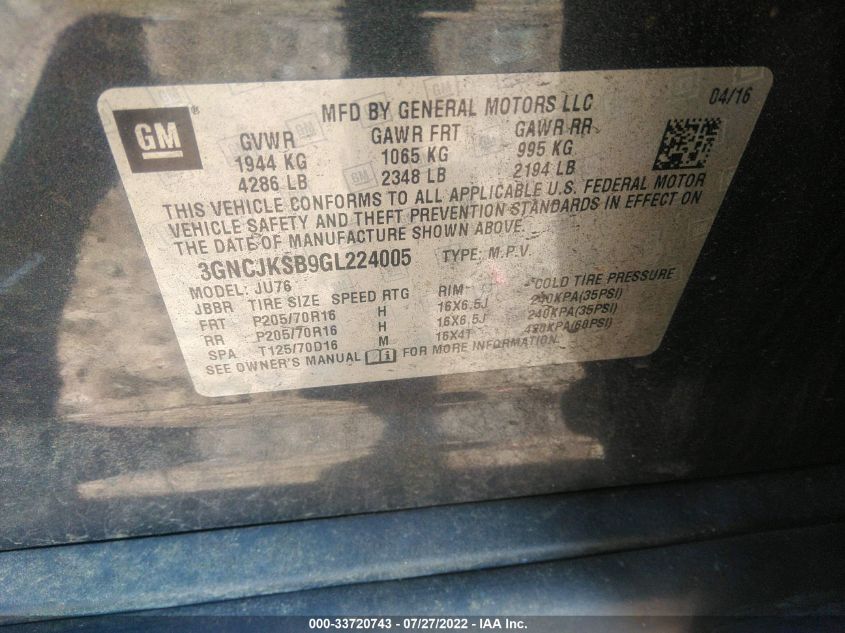 GM ®
MFD BY GENERAL MOTORS LLC 04/16
GVWR GAWR FRT GAWR RR
1944 KG 1065 KG 995 KG
4286 LB 2348 LB 2194 LB
THIS VEHICLE CONFORMS TO ALL APPLICABLE U.S. FEDERAL MOTOR
VEHICLE SAFETY AND THEFT PREVENTION STANDARDS IN EFFECT ON
THE DATE OF MANUFACTURE SHOWN ABOVE.
3GNCJKSB9GL224005 TYPE: M.P.V.
MODEL: JU76
JBBR TIRE SIZE SPEED RTG RIM COLD TIRE PRESSURE
FRT P205/70R16 H 16X6.5J 240KPA(35PSI)
RR P205/70R16 H 16X6.5J 240KPA(35PSI)
SPA T125/70D16 M 16X4T 420KPA(60PSI)
SEE OWNER'S MANUAL FOR MORE INFORMATION.
000-33720743 - 07/27/2022 - IAA Inc.